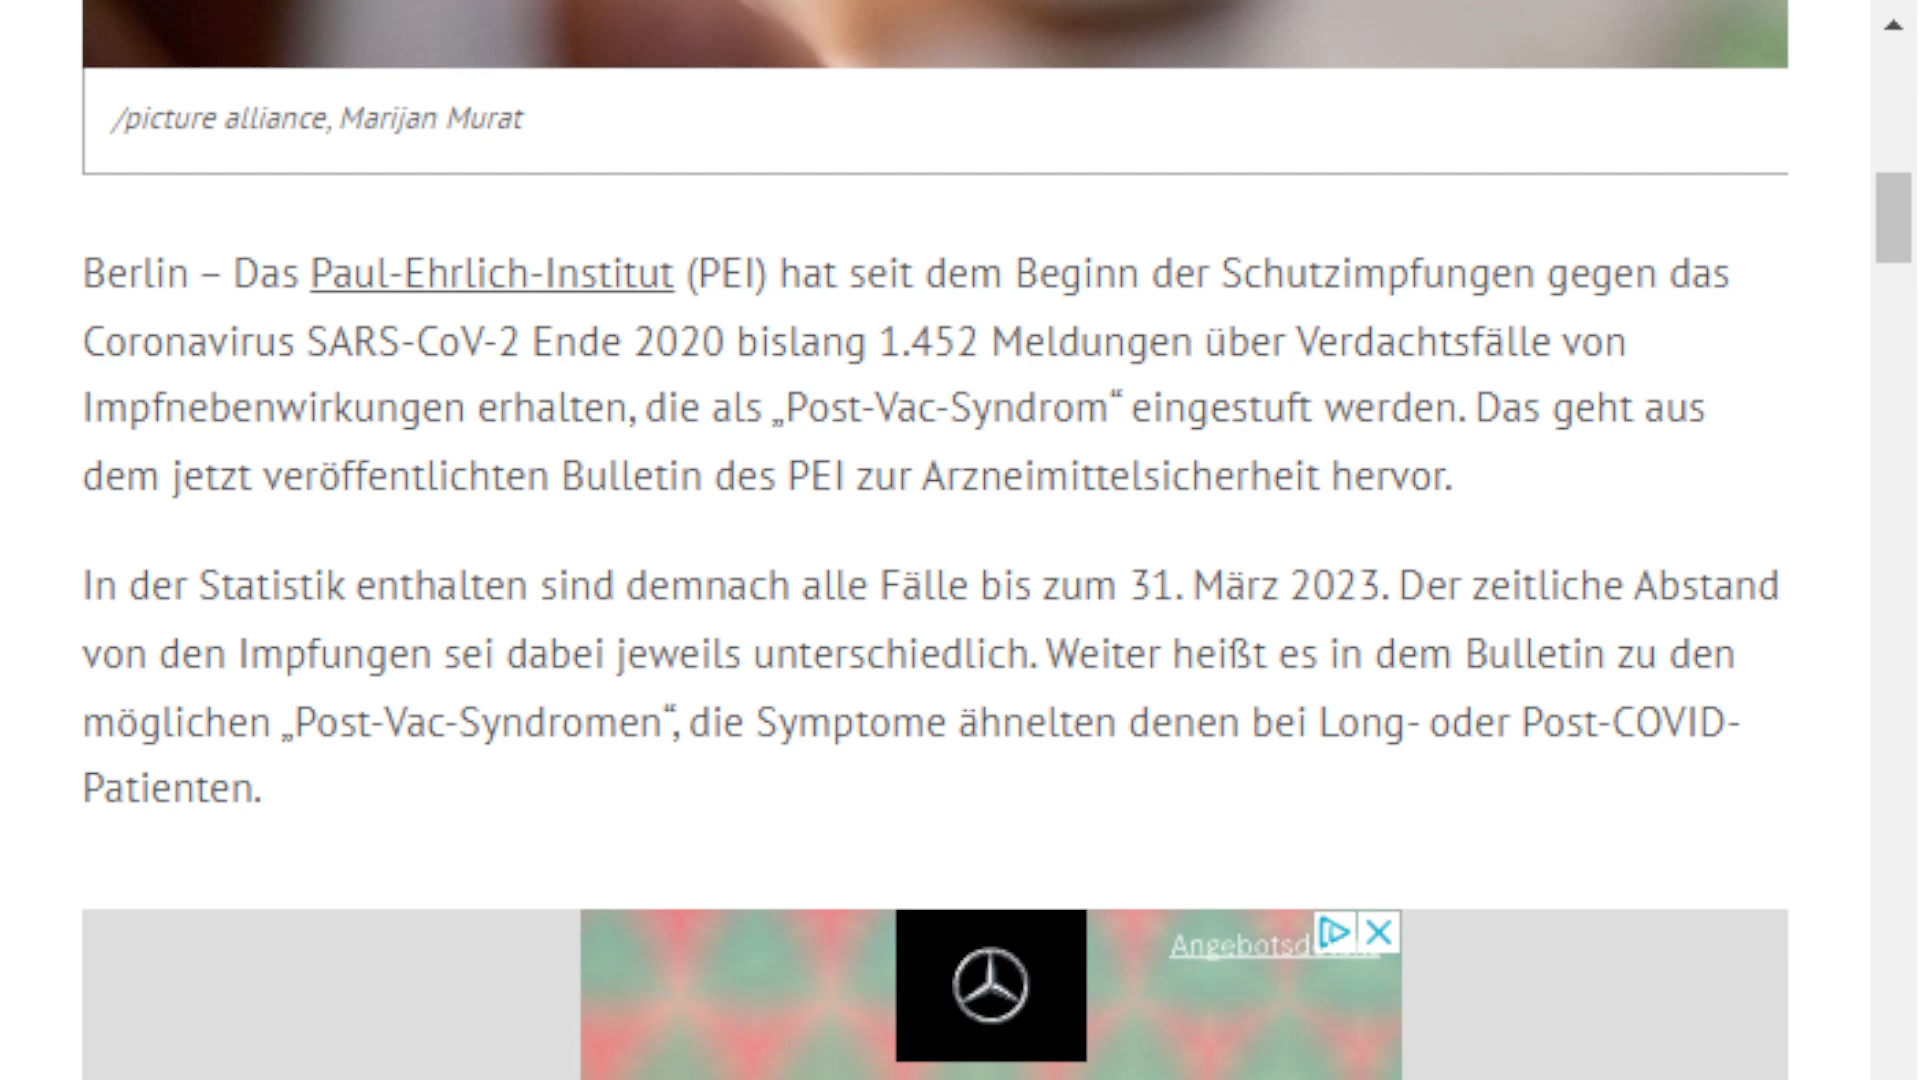 /picture alliance, Marijan Murat
Berlin – Das Paul-Ehrlich-Institut (PEI) hat seit dem Beginn der Schutzimpfungen gegen das
Coronavirus SARS-CoV-2 Ende 2020 bislang 1.452 Meldungen über Verdachtsfälle von
Impfnebenwirkungen erhalten, die als „Post-Vac-Syndrom“ eingestuft werden. Das geht aus
dem jetzt veröffentlichten Bulletin des PEI zur Arzneimittelsicherheit hervor.
In der Statistik enthalten sind demnach alle Fälle bis zum 31. März 2023. Der zeitliche Abstand
von den Impfungen sei dabei jeweils unterschiedlich. Weiter heißt es in dem Bulletin zu den
möglichen „Post-Vac-Syndromen“, die Symptome ähnelten denen bei Long- oder Post-COVID-
Patienten.